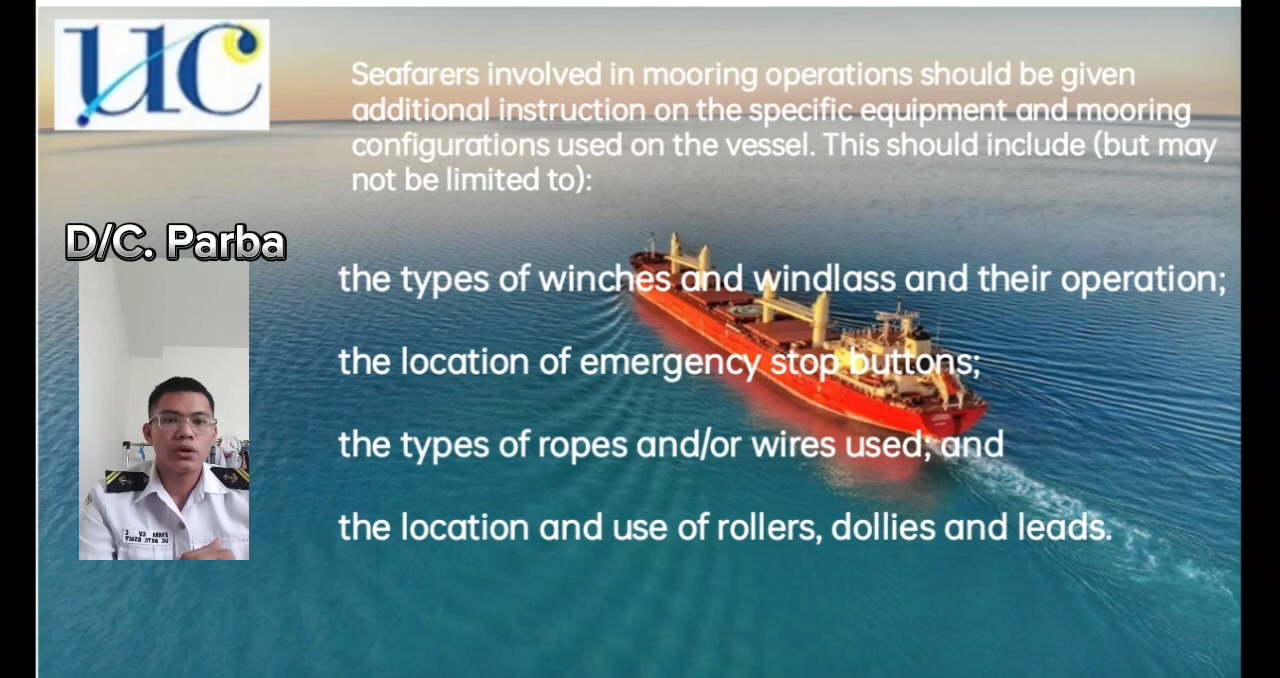 uc
Seafarers involved in mooring operations should be given
additional instruction on the specific equipment and mooring
configurations used on the vessel. This should include (but may
not be limited to):
D/C. Parba
the types of winches and windlass and their operation;
the location of emergency stop buttons;
the types of ropes and/or wires used; and
the location and use of rollers, dollies and leads.